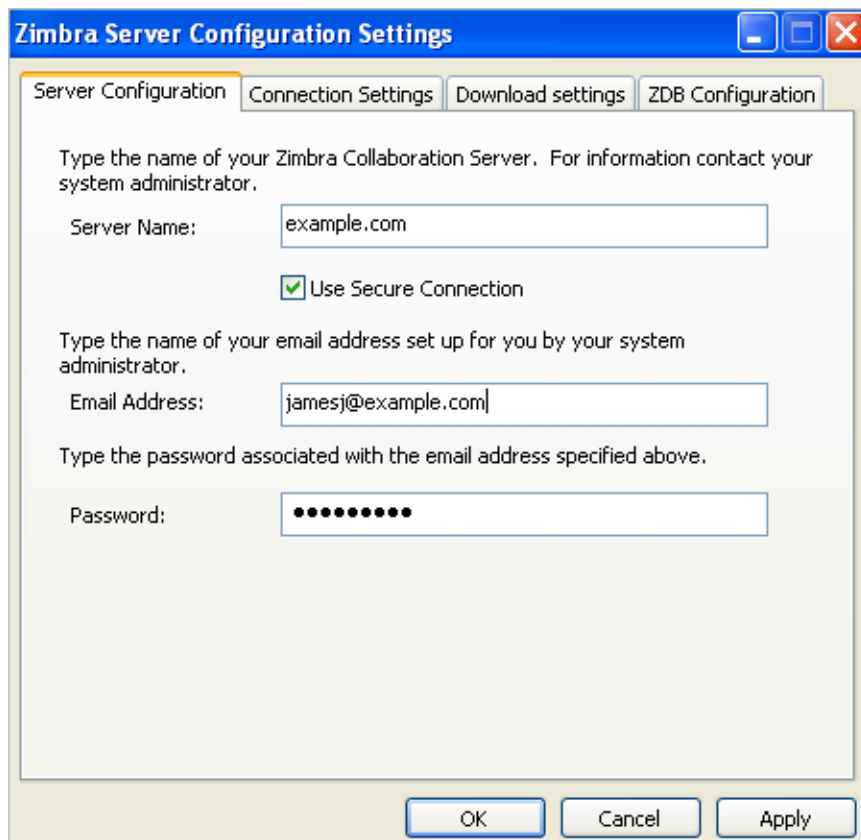 Zimbra Server Configuration Settings
Server Configuration Connection Settings Download settings ZDB Configuration
Type the name of your Zimbra Collaboration Server. For information contact your
system administrator.
Server Name: example.com
Use Secure Connection
Type the name of your email address set up for you by your system
administrator.
Email Address: jamesj@example.com
Type the password associated with the email address specified above.
Password: •••••••••
OK Cancel Apply